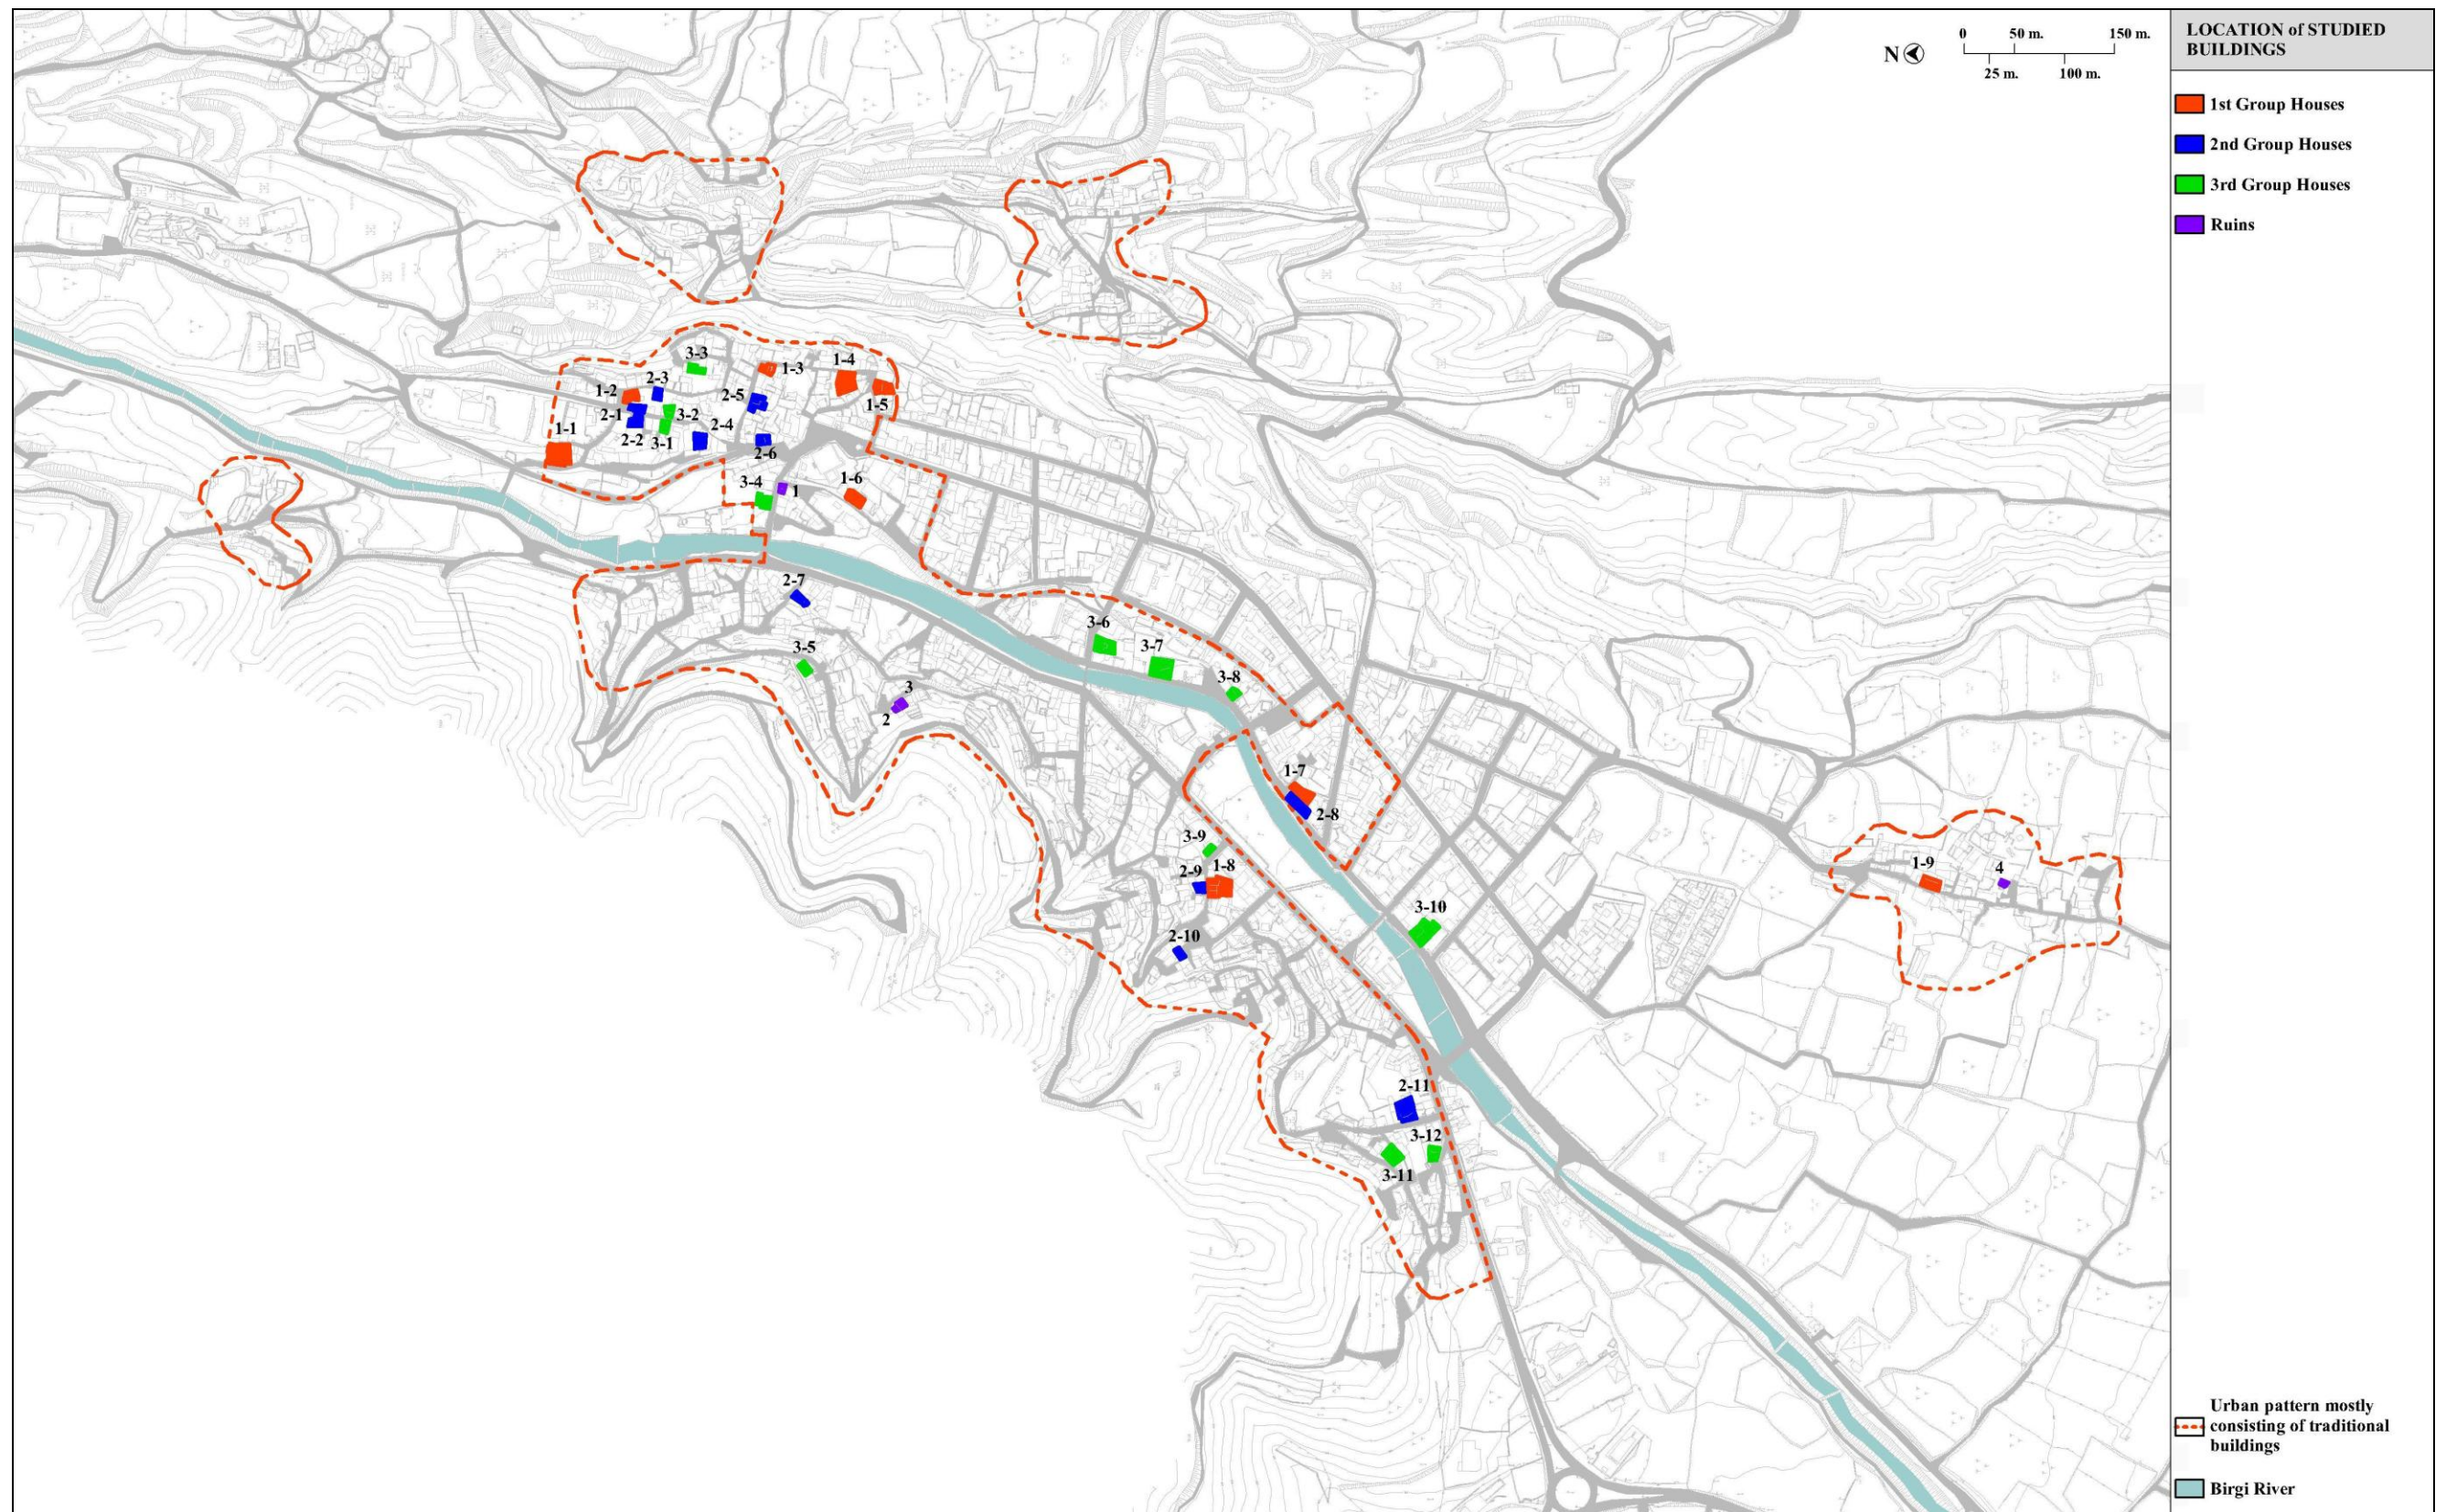 LOCATION of STUDIED
BUILDINGS
0 50 m. 150 m.
25 m. 100 m.
N
1st Group Houses
2nd Group Houses
3rd Group Houses
Ruins
3-3
1-3
1-4
2-3
1-2
2-5
1-5
2-1
3-2
2-4
1-1
2-2
3-1
2-6
3-4
1
1-6
2-7
3-6
3-5
3-7
3-8
3
2
1-7
2-8
3-9
2-9
1-8
1-9
4
3-10
2-10
2-11
3-12
3-11
Urban pattern mostly
consisting of traditional
buildings
Birgi River